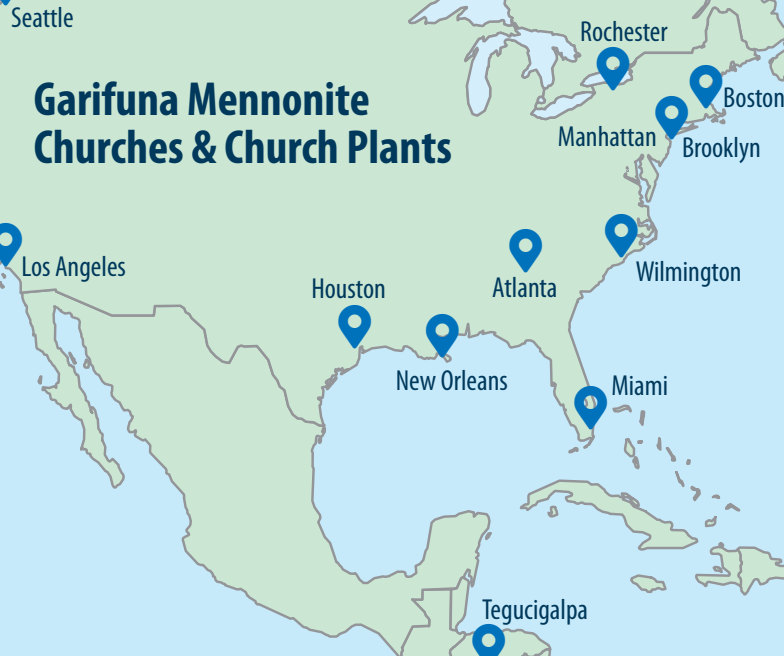 Seattle
Rochester
Garifuna Mennonite
Churches & Church Plants
Boston
Manhattan
Brooklyn
Los Angeles
Houston
Atlanta
Wilmington
New Orleans
Miami
Tegucigalpa